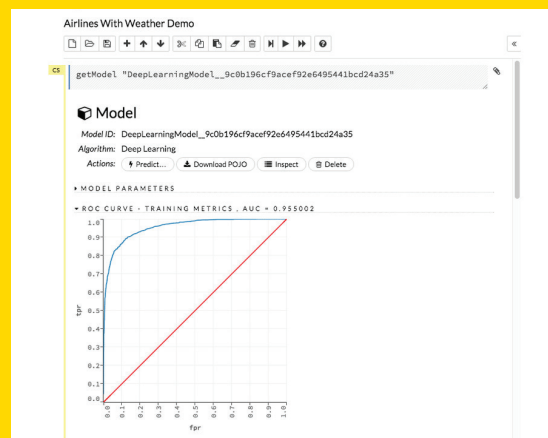 Airlines With Weather Demo
CS
getModel "DeepLearningModel__9c0b196cf9acef92e6495441bcd24a35"
Model
Model ID: DeepLearningModel__9c0b196cf9acef92e6495441bcd24a35
Algorithm: Deep Learning
Actions: Predict... Download POJO Inspect Delete
MODEL PARAMETERS
ROC CURVE - TRAINING METRICS , AUC = 0.955002
1.0
0.9
0.8
0.7
0.6
0.5
0.4
0.3
0.2
0.1
0.0
tpr
0.0 0.1 0.2 0.3 0.4 0.5 0.6 0.7 0.8 0.9 1.0
fpr